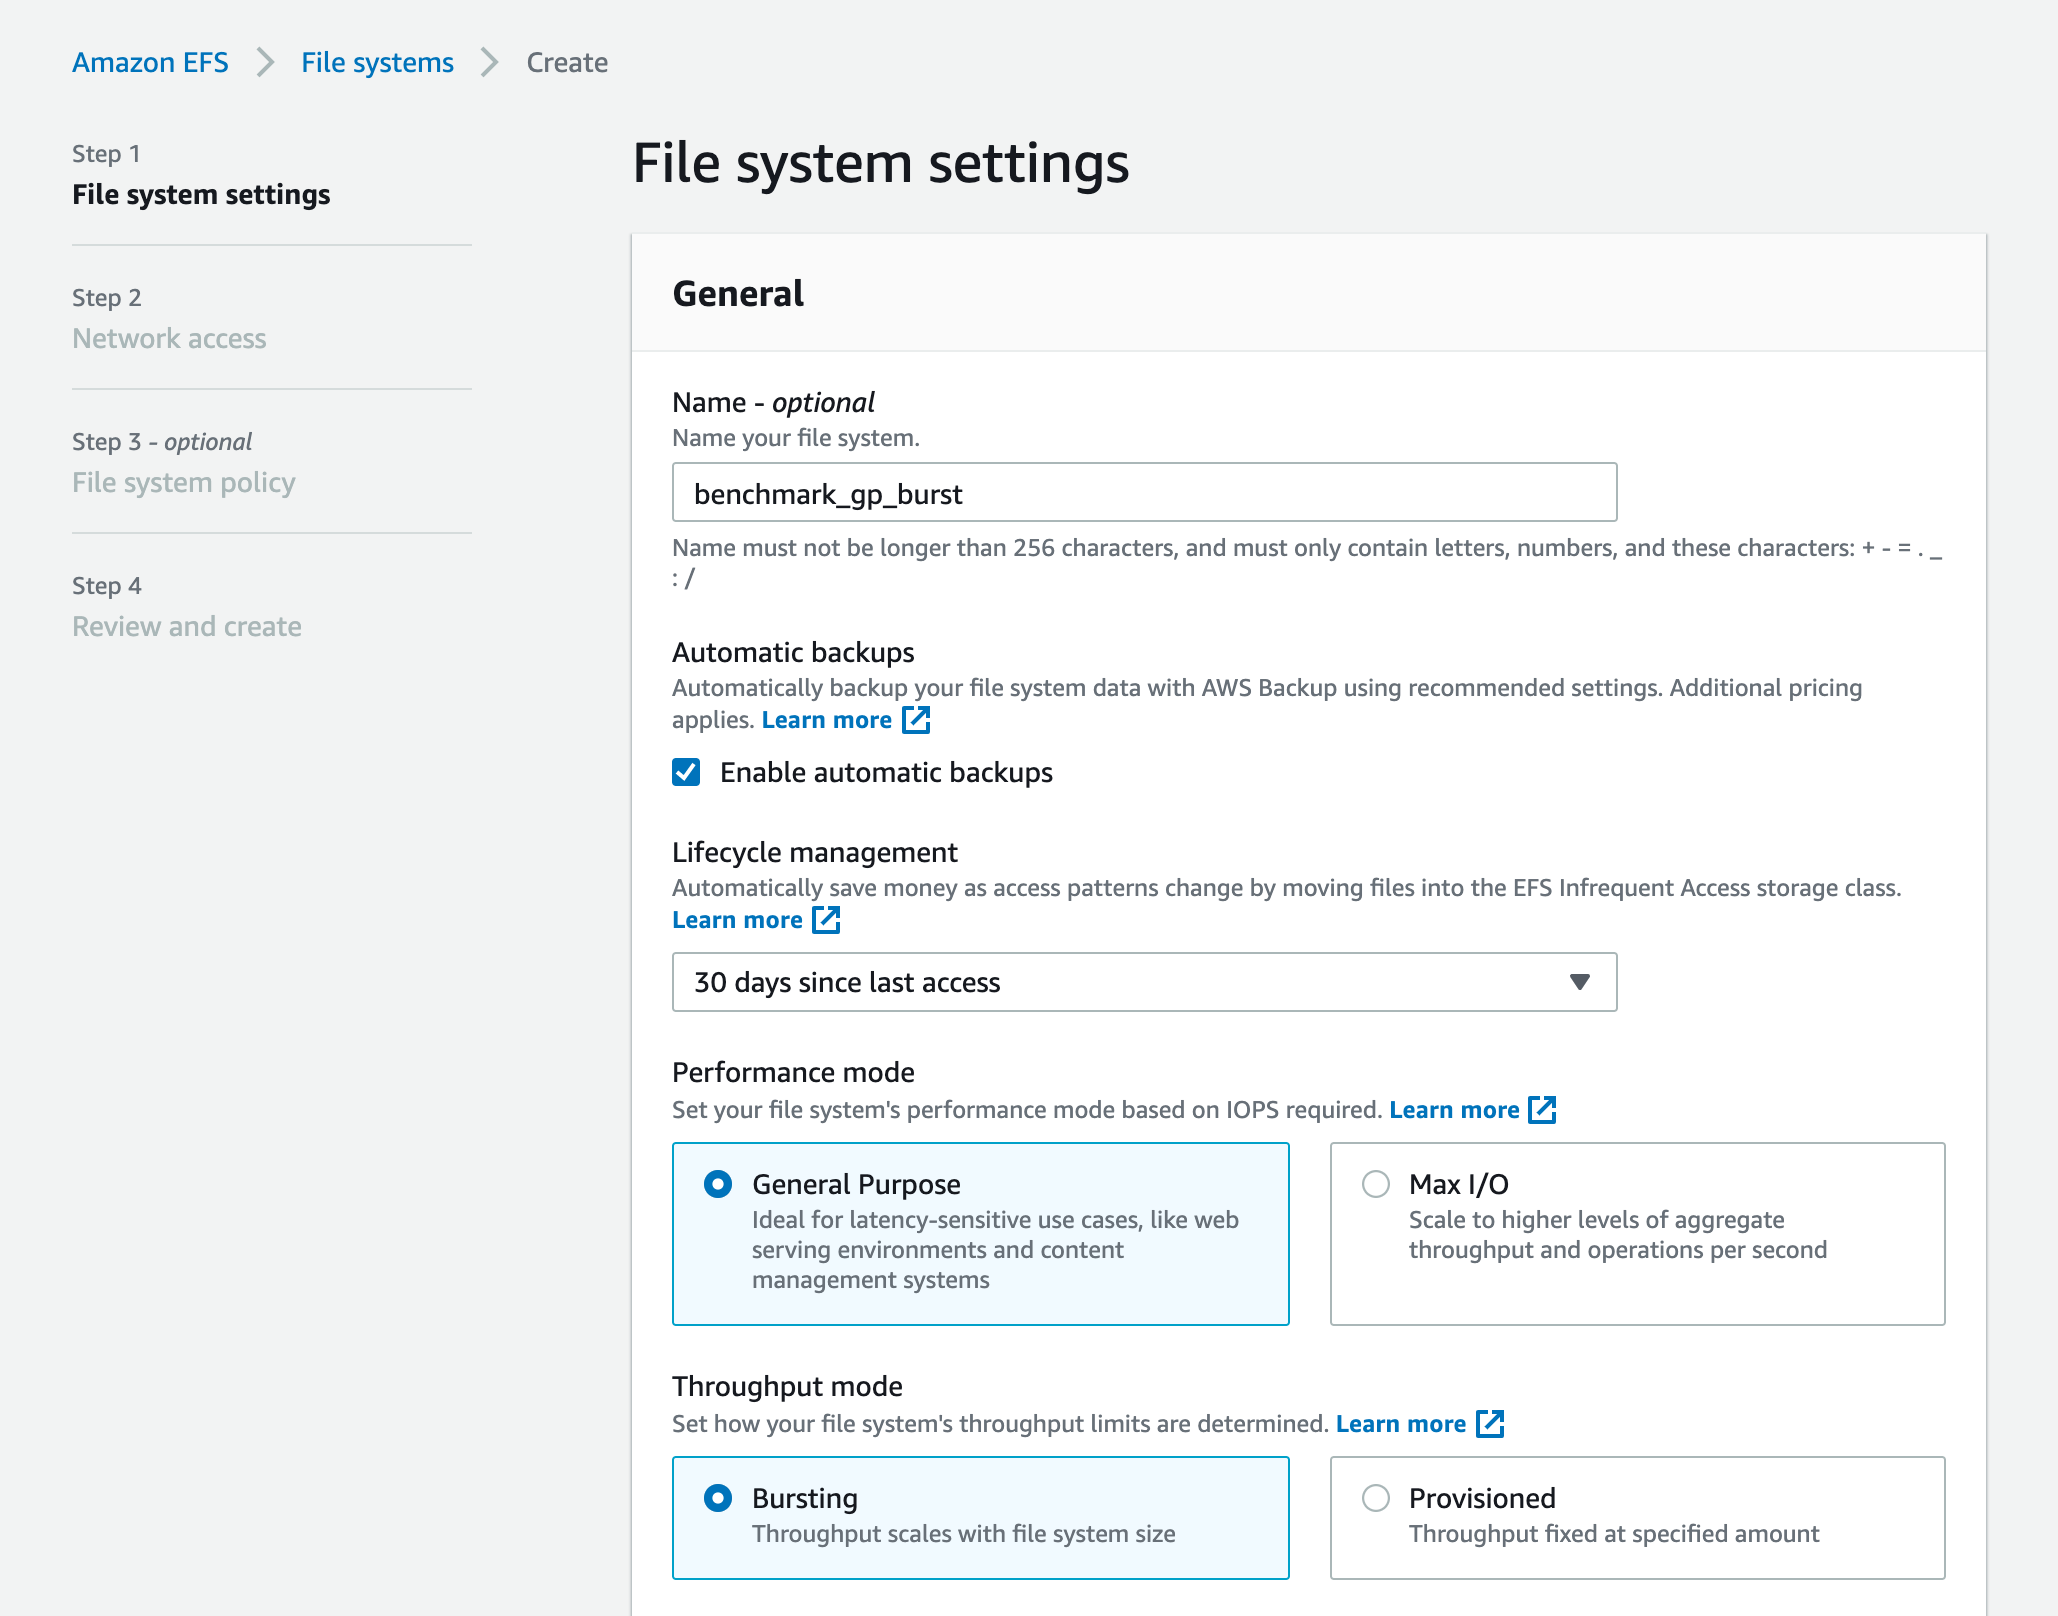 Amazon EFS
File systems
Create
Step 1
File system settings
Step 2
Network access
Step 3 - optional
File system policy
Step 4
Review and create
File system settings
General
Name - optional
Name your file system.
benchmark_gp_burst
Name must not be longer than 256 characters, and must only contain letters, numbers, and these characters: + - = . _
: /
Automatic backups
Automatically backup your file system data with AWS Backup using recommended settings. Additional pricing
applies. Learn more
Enable automatic backups
Lifecycle management
Automatically save money as access patterns change by moving files into the EFS Infrequent Access storage class.
Learn more
30 days since last access
Performance mode
Set your file system's performance mode based on IOPS required. Learn more
General Purpose
Ideal for latency-sensitive use cases, like web
serving environments and content
management systems
Max I/O
Scale to higher levels of aggregate
throughput and operations per second
Throughput mode
Set how your file system's throughput limits are determined. Learn more
Bursting
Throughput scales with file system size
Provisioned
Throughput fixed at specified amount